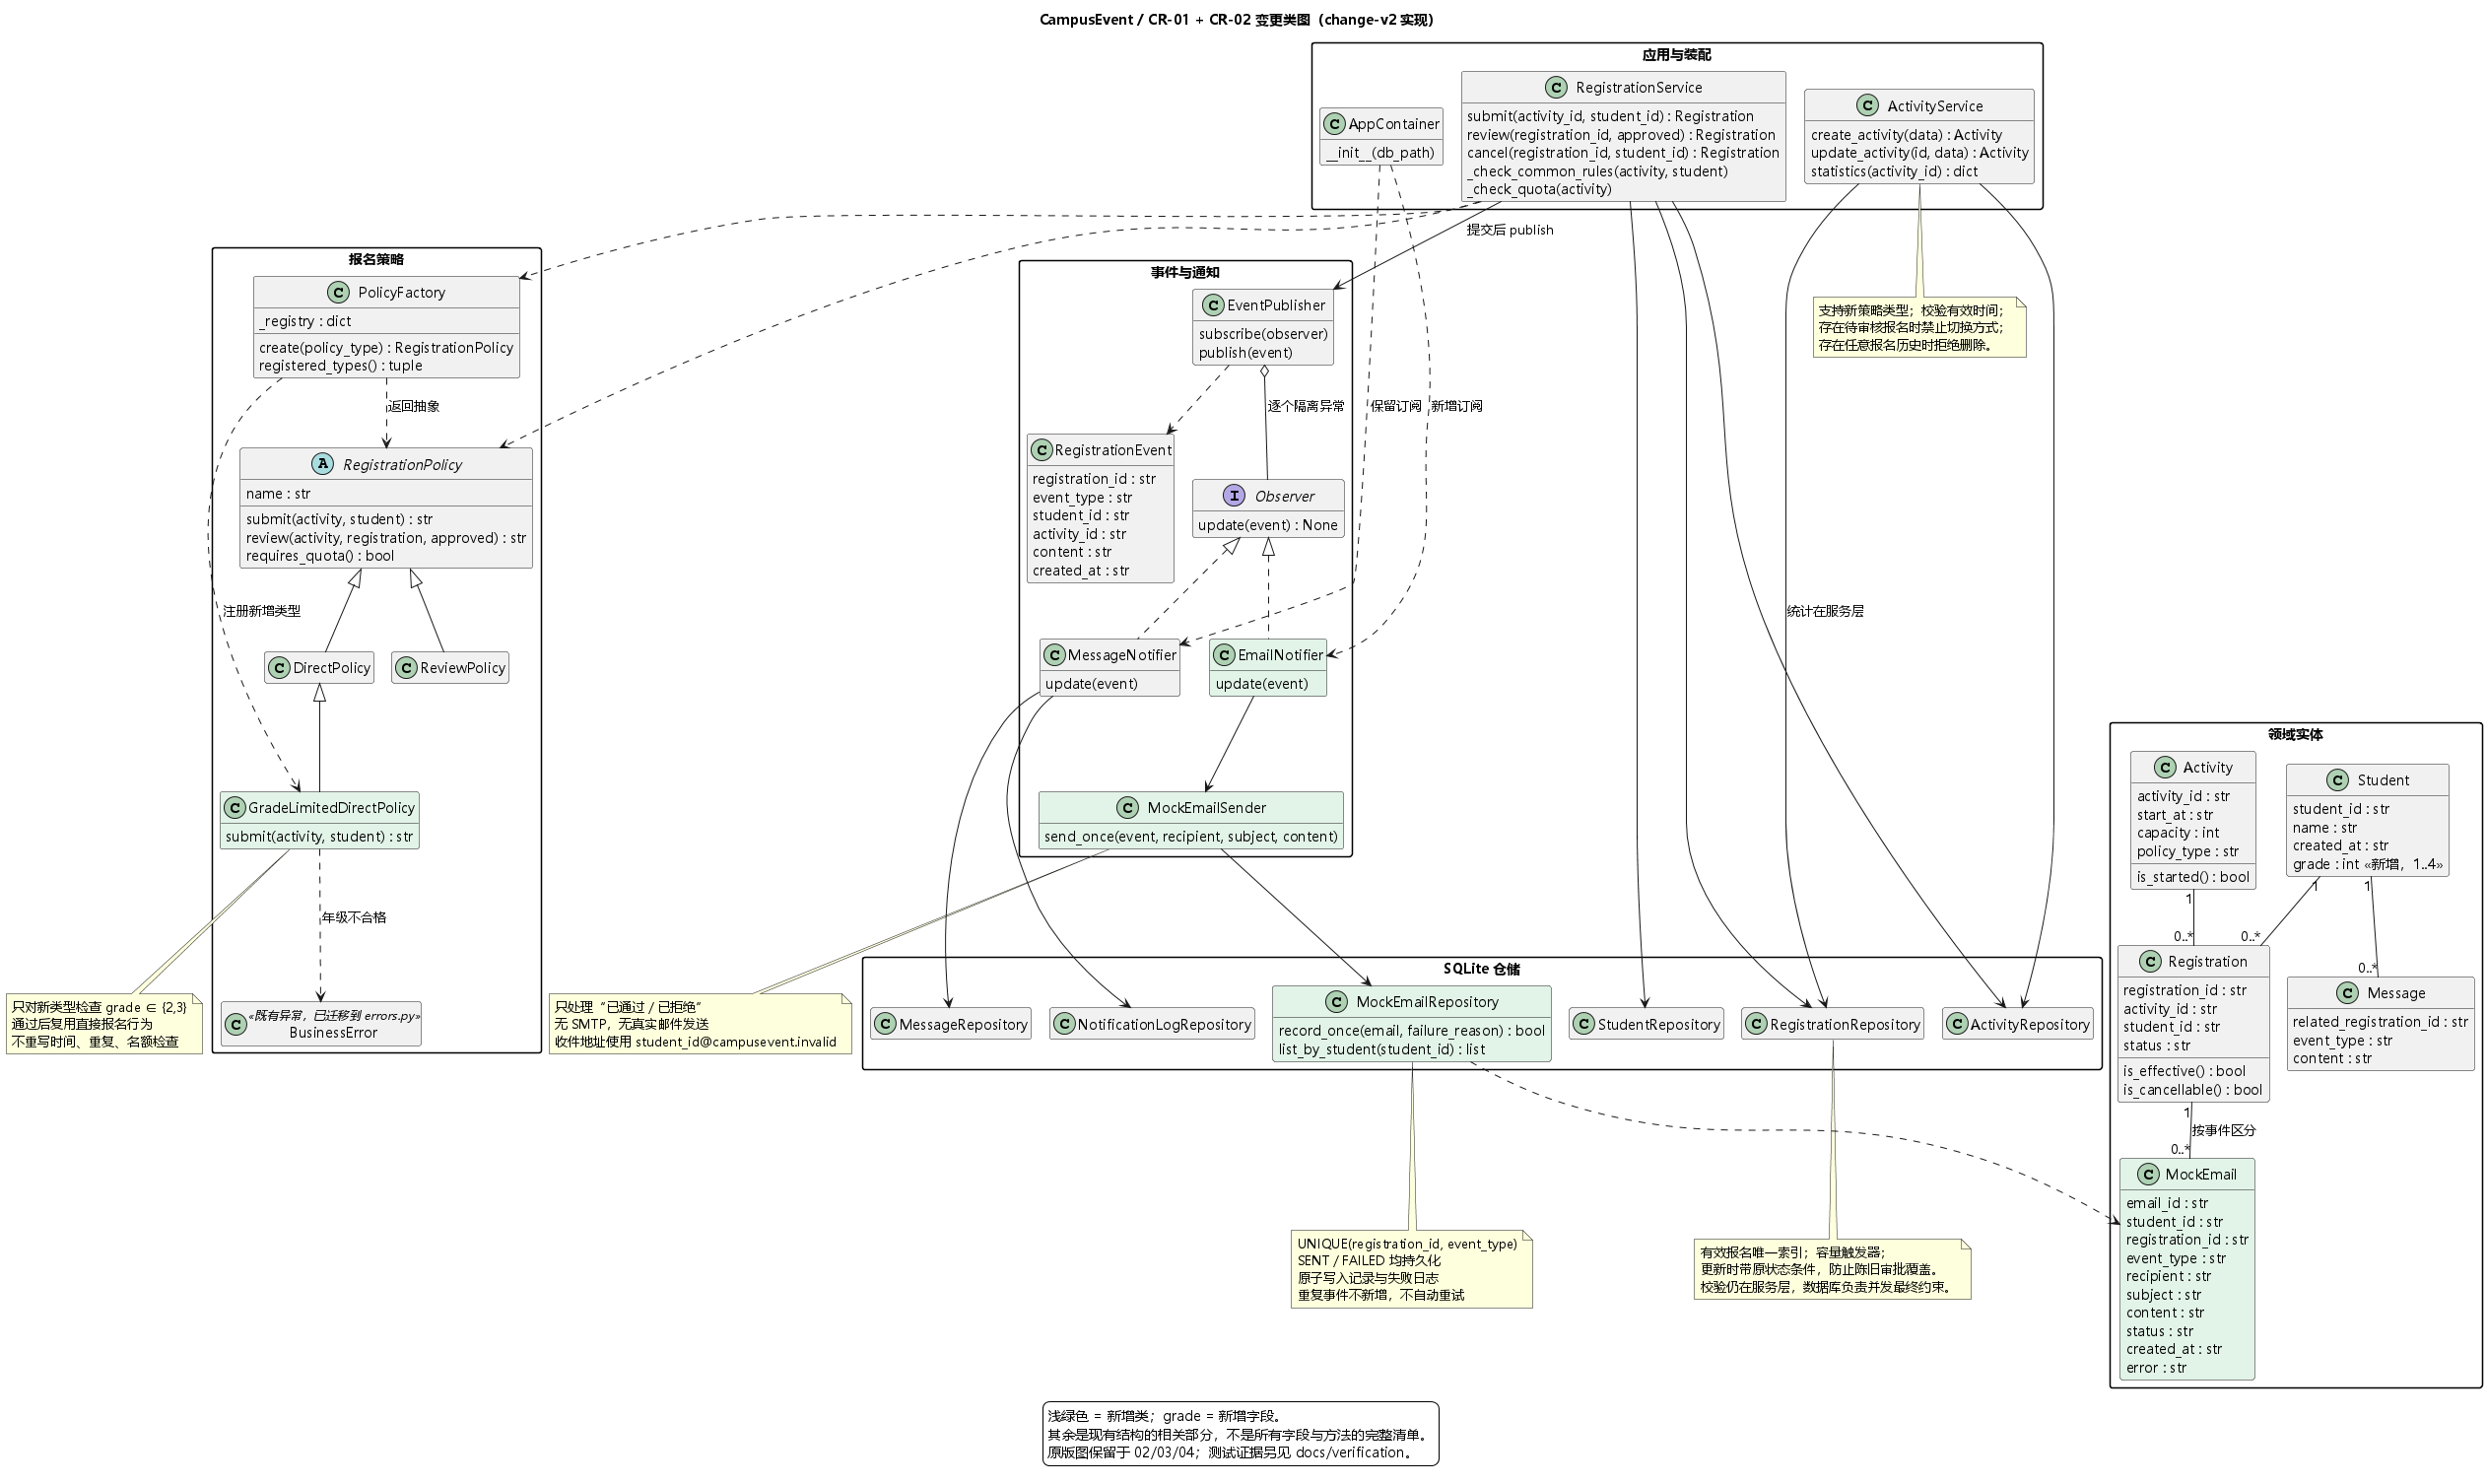 CampusEvent / CR-01 + CR-02 变更类图（change-v2 实现）
应用与装配
C AppContainer
__init__(db_path)
C RegistrationService
submit(activity_id, student_id) : Registration
review(registration_id, approved) : Registration
cancel(registration_id, student_id) : Registration
_check_common_rules(activity, student)
_check_quota(activity)
C ActivityService
create_activity(data) : Activity
update_activity(id, data) : Activity
statistics(activity_id) : dict
提交后 publish
支持新策略类型；校验有效时间；
存在待审核报名时禁止切换方式；
存在任意报名历史时拒绝删除。
报名策略
C PolicyFactory
_registry : dict
create(policy_type) : RegistrationPolicy
registered_types() : tuple
返回抽象
A RegistrationPolicy
name : str
submit(activity, student) : str
review(activity, registration, approved) : str
requires_quota() : bool
注册新增类型
C DirectPolicy
C ReviewPolicy
C GradeLimitedDirectPolicy
submit(activity, student) : str
年级不合格
C «既有异常，已迁移到 errors.py»
BusinessError
只对新类型检查 grade ∈ {2,3}
通过后复用直接报名行为
不重写时间、重复、名额检查
事件与通知
C EventPublisher
subscribe(observer)
publish(event)
逐个隔离异常
保留订阅
新增订阅
C RegistrationEvent
registration_id : str
event_type : str
student_id : str
activity_id : str
content : str
created_at : str
I Observer
update(event) : None
C MessageNotifier
update(event)
C EmailNotifier
update(event)
C MockEmailSender
send_once(event, recipient, subject, content)
只处理“已通过 / 已拒绝”
无 SMTP，无真实邮件发送
收件地址使用 student_id@campusevent.invalid
统计在服务层
SQLite 仓储
C MessageRepository
C NotificationLogRepository
C MockEmailRepository
record_once(email, failure_reason) : bool
list_by_student(student_id) : list
C StudentRepository
C RegistrationRepository
C ActivityRepository
UNIQUE(registration_id, event_type)
SENT / FAILED 均持久化
原子写入记录与失败日志
重复事件不新增，不自动重试
有效报名唯一索引；容量触发器；
更新时带原状态条件，防止陈旧审批覆盖。
校验仍在服务层，数据库负责并发最终约束。
领域实体
C Activity
activity_id : str
start_at : str
capacity : int
policy_type : str
is_started() : bool
C Student
student_id : str
name : str
created_at : str
grade : int «新增，1..4»
1
0..*
1
0..*
1
0..*
C Registration
registration_id : str
activity_id : str
student_id : str
status : str
is_effective() : bool
is_cancellable() : bool
C Message
related_registration_id : str
event_type : str
content : str
1
按事件区分
0..*
C MockEmail
email_id : str
student_id : str
registration_id : str
event_type : str
recipient : str
subject : str
content : str
status : str
created_at : str
error : str
浅绿色 = 新增类；grade = 新增字段。
其余是现有结构的相关部分，不是所有字段与方法的完整清单。
原版图保留于 02/03/04；测试证据另见 docs/verification。